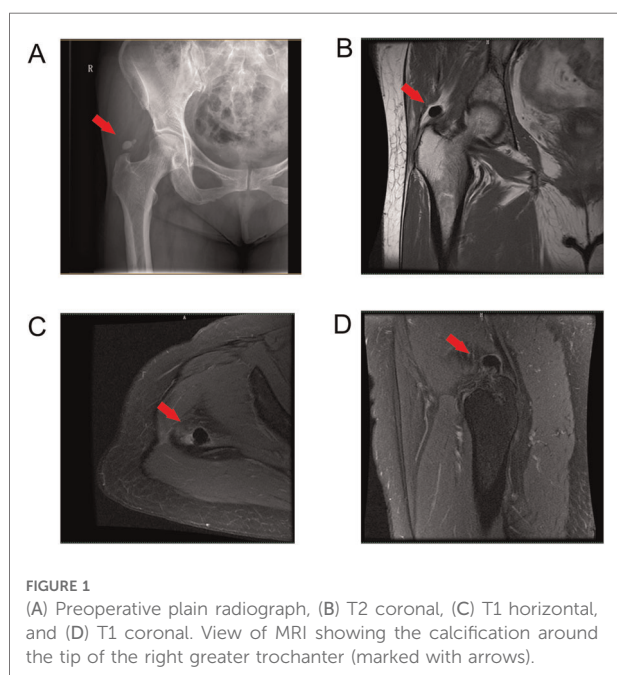 A
R
B
C
D
FIGURE 1
(A) Preoperative plain radiograph, (B) T2 coronal, (C) T1 horizontal,
and (D) T1 coronal. View of MRI showing the calcification around
the tip of the right greater trochanter (marked with arrows).